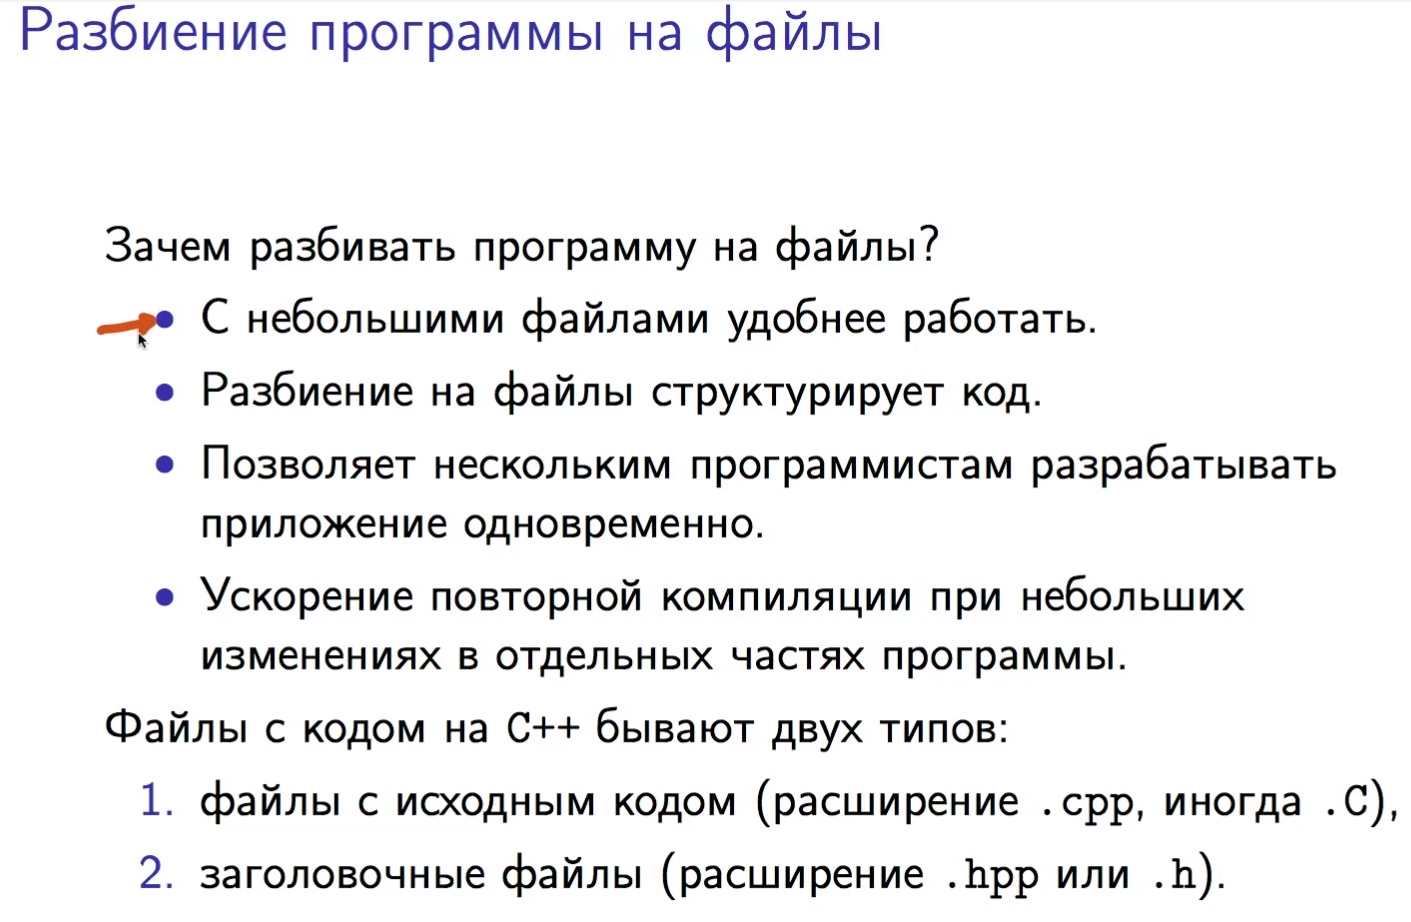 Разбиение программы на файлы
Зачем разбивать программу на файлы?
• С небольшими файлами удобнее работать.
• Разбиение на файлы структурирует код.
• Позволяет нескольким программистам разрабатывать
приложение одновременно.
• Ускорение повторной компиляции при небольших
изменениях в отдельных частях программы.
Файлы с кодом на C++ бывают двух типов:
1. файлы с исходным кодом (расширение .cpp, иногда .C),
2. заголовочные файлы (расширение .hpp или .h).